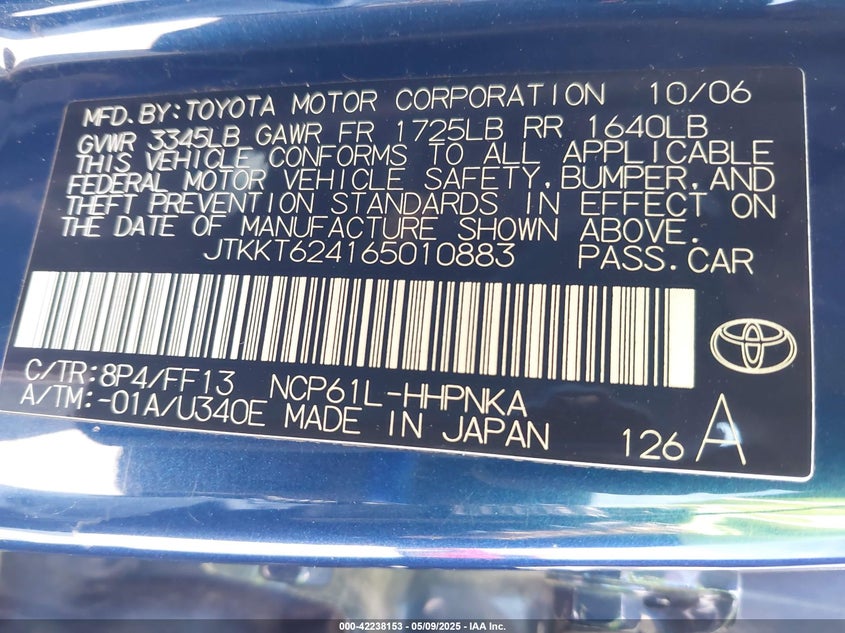 MFD. BY: TOYOTA MOTOR CORPORATION 10/06
GVWR 3345LB GAWR FR 1725LB RR 1640LB
THIS VEHICLE CONFORMS TO ALL APPLICABLE
FEDERAL MOTOR VEHICLE SAFETY, BUMPER, AND
THEFT PREVENTION STANDARDS IN EFFECT ON
THE DATE OF MANUFACTURE SHOWN ABOVE.
JTKKT624165010883 PASS. CAR
C/TR: 8P4/FF13 NCP61L-HHPNKA
A/TM: -01A/U340E MADE IN JAPAN
126 A
000-42238153 - 05/09/2025 - IAA Inc.